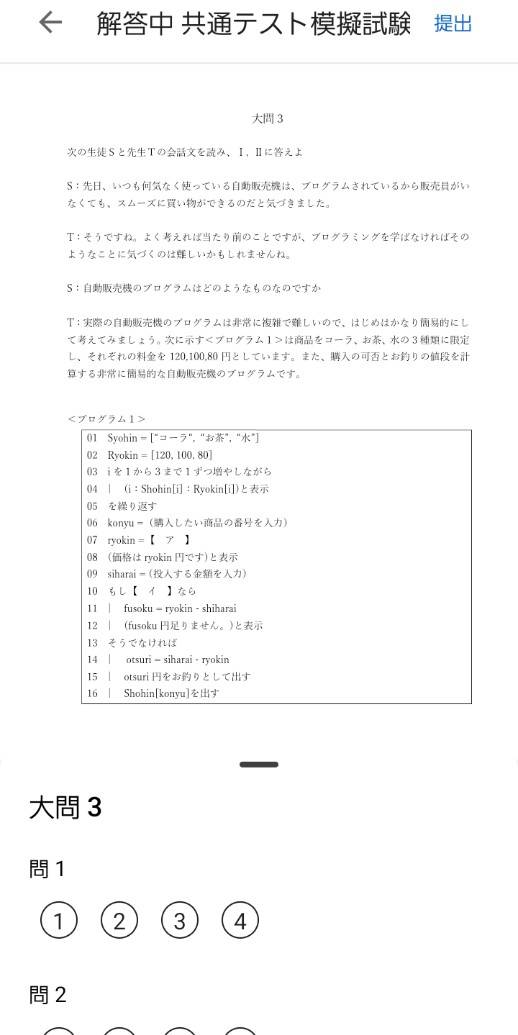 解答中 共通テスト模擬試験 提出
大問 3
次の生徒Sと先生Tの会話文を読み、Ⅰ, Ⅱに答えよ
S：先日、いつも何気なく使っている自動販売機は、プログラムされているから販売員がい
なくても、スムーズに買い物ができるのだと気づきました。
T：そうですね。よく考えれば当たり前のことですが、プログラミングを学ばなければその
ようなことに気づくのは難しいかもしれませんね。
S：自動販売機のプログラムはどのようなものなのですか
T：実際の自動販売機のプログラムは非常に複雑で難しいので、はじめはかなり簡易的にし
て考えてみましょう。次に示す＜プログラム 1＞は商品をコーラ、お茶、水の 3 種類に限定
し、それぞれの料金を 120,100,80 円としています。また、購入の可否とお釣りの値段を計
算する非常に簡易的な自動販売機のプログラムです。
＜プログラム 1＞
01 Syohin = ["コーラ", "お茶", "水"]
02 Ryokin = [120, 100, 80]
03 i を 1 から 3 まで 1 ずつ増やしながら
04 | (i：Shohin[i]：Ryokin[i])と表示
05 を繰り返す
06 konyu = (購入したい商品の番号を入力)
07 ryokin =【 ア 】
08 (価格は ryokin 円です)と表示
09 siharai = (投入する金額を入力)
10 もし【 イ 】なら
11 | fusoku = ryokin - shiharai
12 | (fusoku 円足りません。)と表示
13 そうでなければ
14 | otsuri = siharai - ryokin
15 | otsuri 円をお釣りとして出す
16 | Shohin[konyu]を出す
大問 3
問 1
1 2 3 4
問 2